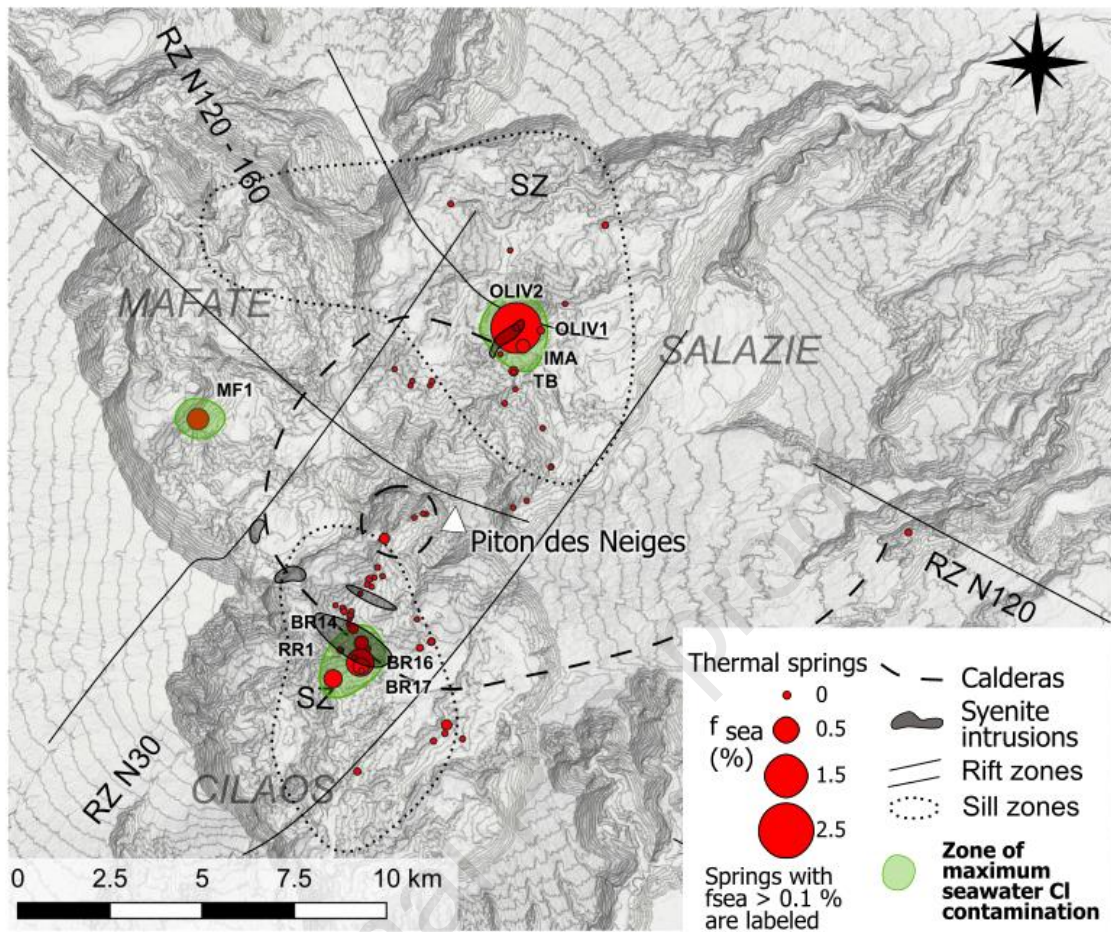 RZ N120 - 160
SZ
MAFATE
OLIV2
OLIV1
IMA
TB
SALAZIE
MF1
Piton des Neiges
RZ N120
BR14
RR1
BR16
BR17
SZ
RZ N30
CILAOS
0 2.5 5 7.5 10 km
Thermal springs
0
f sea
(%)
0.5
1.5
2.5
Springs with
fsea > 0.1 %
are labeled
Calderas
Syenite
intrusions
Rift zones
Sill zones
Zone of
maximum
seawater Cl
contamination